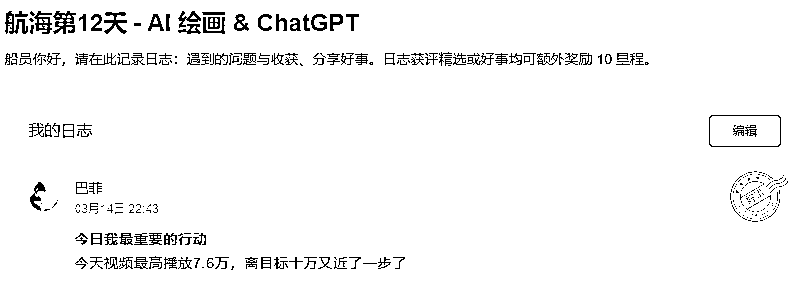 航海第12天 - AI 绘画 & ChatGPT
船员你好，请在此记录日志：遇到的问题与收获、分享好事。日志获评精选或好事均可额外奖励 10 里程。
我的日志
编辑
巴菲
03月14日 22:43
今日我最重要的行动
今天视频最高播放7.6万，离目标十万又近了一步了